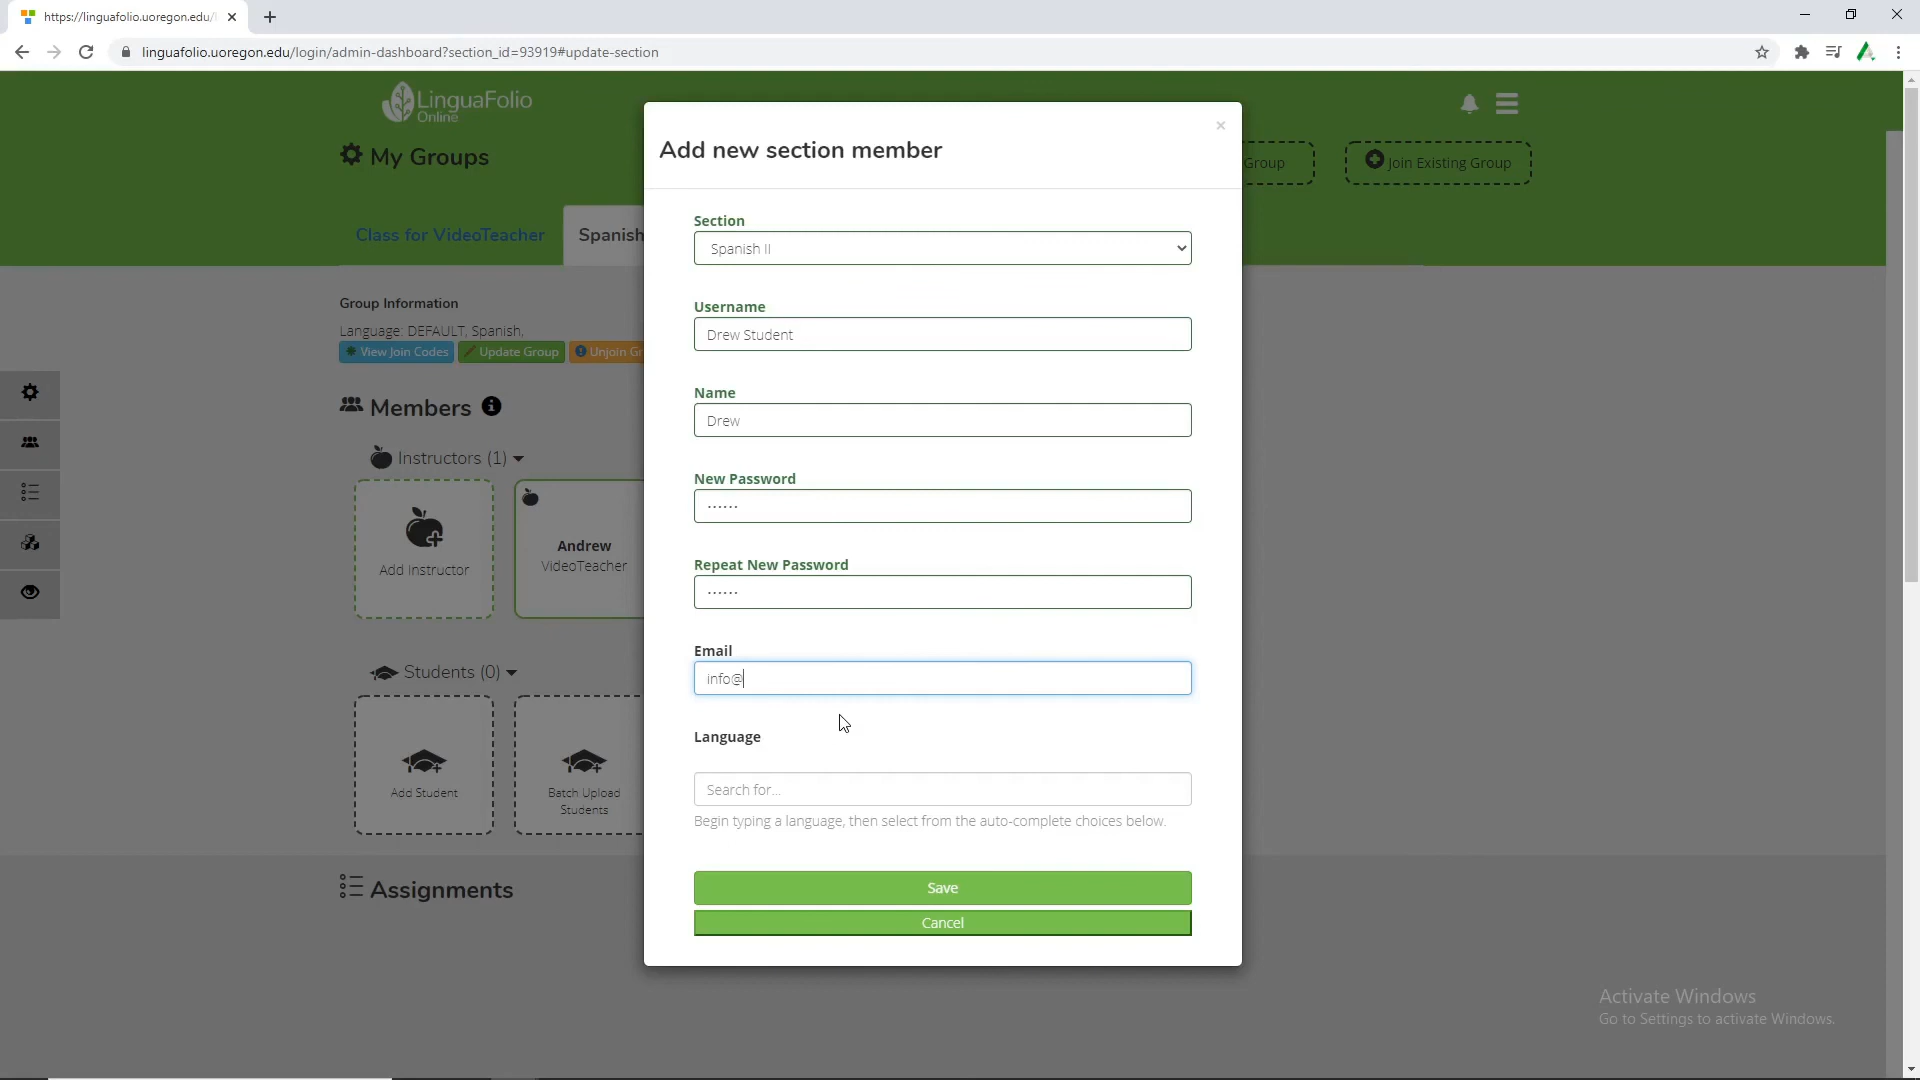 https://linguafolio.uoregon.edu/
linguafolio.uoregon.edu/login/admin-dashboard?section_id=93919#update-section
LinguaFolio
Online
My Groups
Group
Join Existing Group
Class for VideoTeacher
Spanish
Group Information
Language: DEFAULT, Spanish,
View Join Codes
Update Group
Unjoin Gr
Members
Instructors (1)
Add Instructor
Andrew
VideoTeacher
Students (0)
Add Student
Batch Upload
Students
Assignments
Add new section member
×
Section
Spanish II
Username
Drew Student
Name
Drew
New Password
······
Repeat New Password
······
Email
info@
Language
Search for...
Begin typing a language, then select from the auto-complete choices below.
Save
Cancel
Activate Windows
Go to Settings to activate Windows.